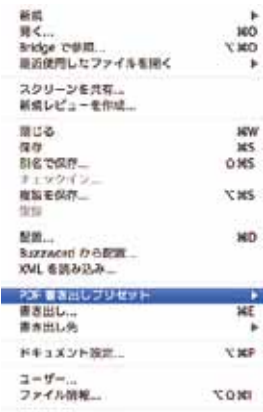 新規
開く... ⌘O
Bridge で参照... ⌥⌘O
最近使用したファイルを開く
スクリーンを共有...
新規レビューを作成...
閉じる ⌘W
保存 ⌘S
別名で保存... ⇧⌘S
チェックイン...
複製を保存... ⌥⌘S
復帰
配置... ⌘D
Buzzword から配置...
XML を読み込み...
PDF 書き出しプリセット
書き出し... ⌘E
書き出し先
ドキュメント設定... ⌥⌘P
ユーザー...
ファイル情報... ⌥⇧⌘I